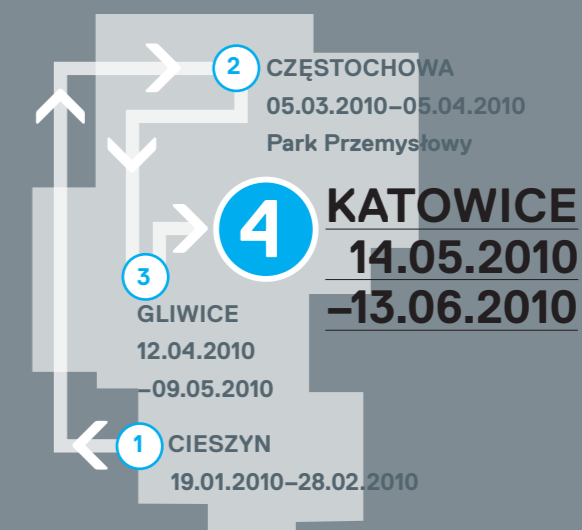 2 CZĘSTOCHOWA
05.03.2010–05.04.2010
Park Przemysłowy
4 KATOWICE
14.05.2010
–13.06.2010
3
GLIWICE
12.04.2010
–09.05.2010
1 CIESZYN
19.01.2010–28.02.2010